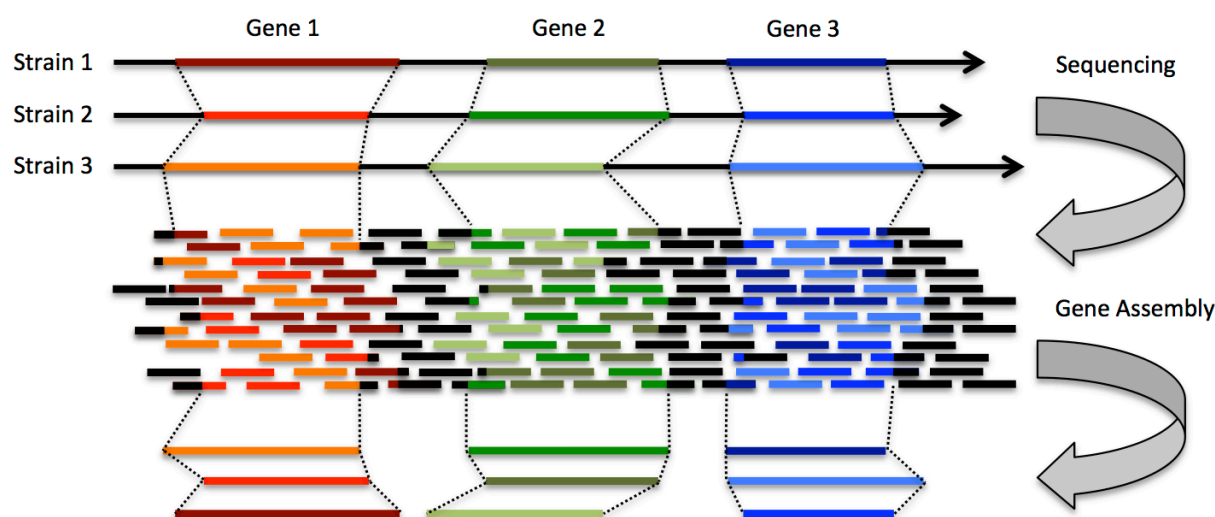 Gene 1
Gene 2
Gene 3
Strain 1
Sequencing
Strain 2
Strain 3
Gene Assembly